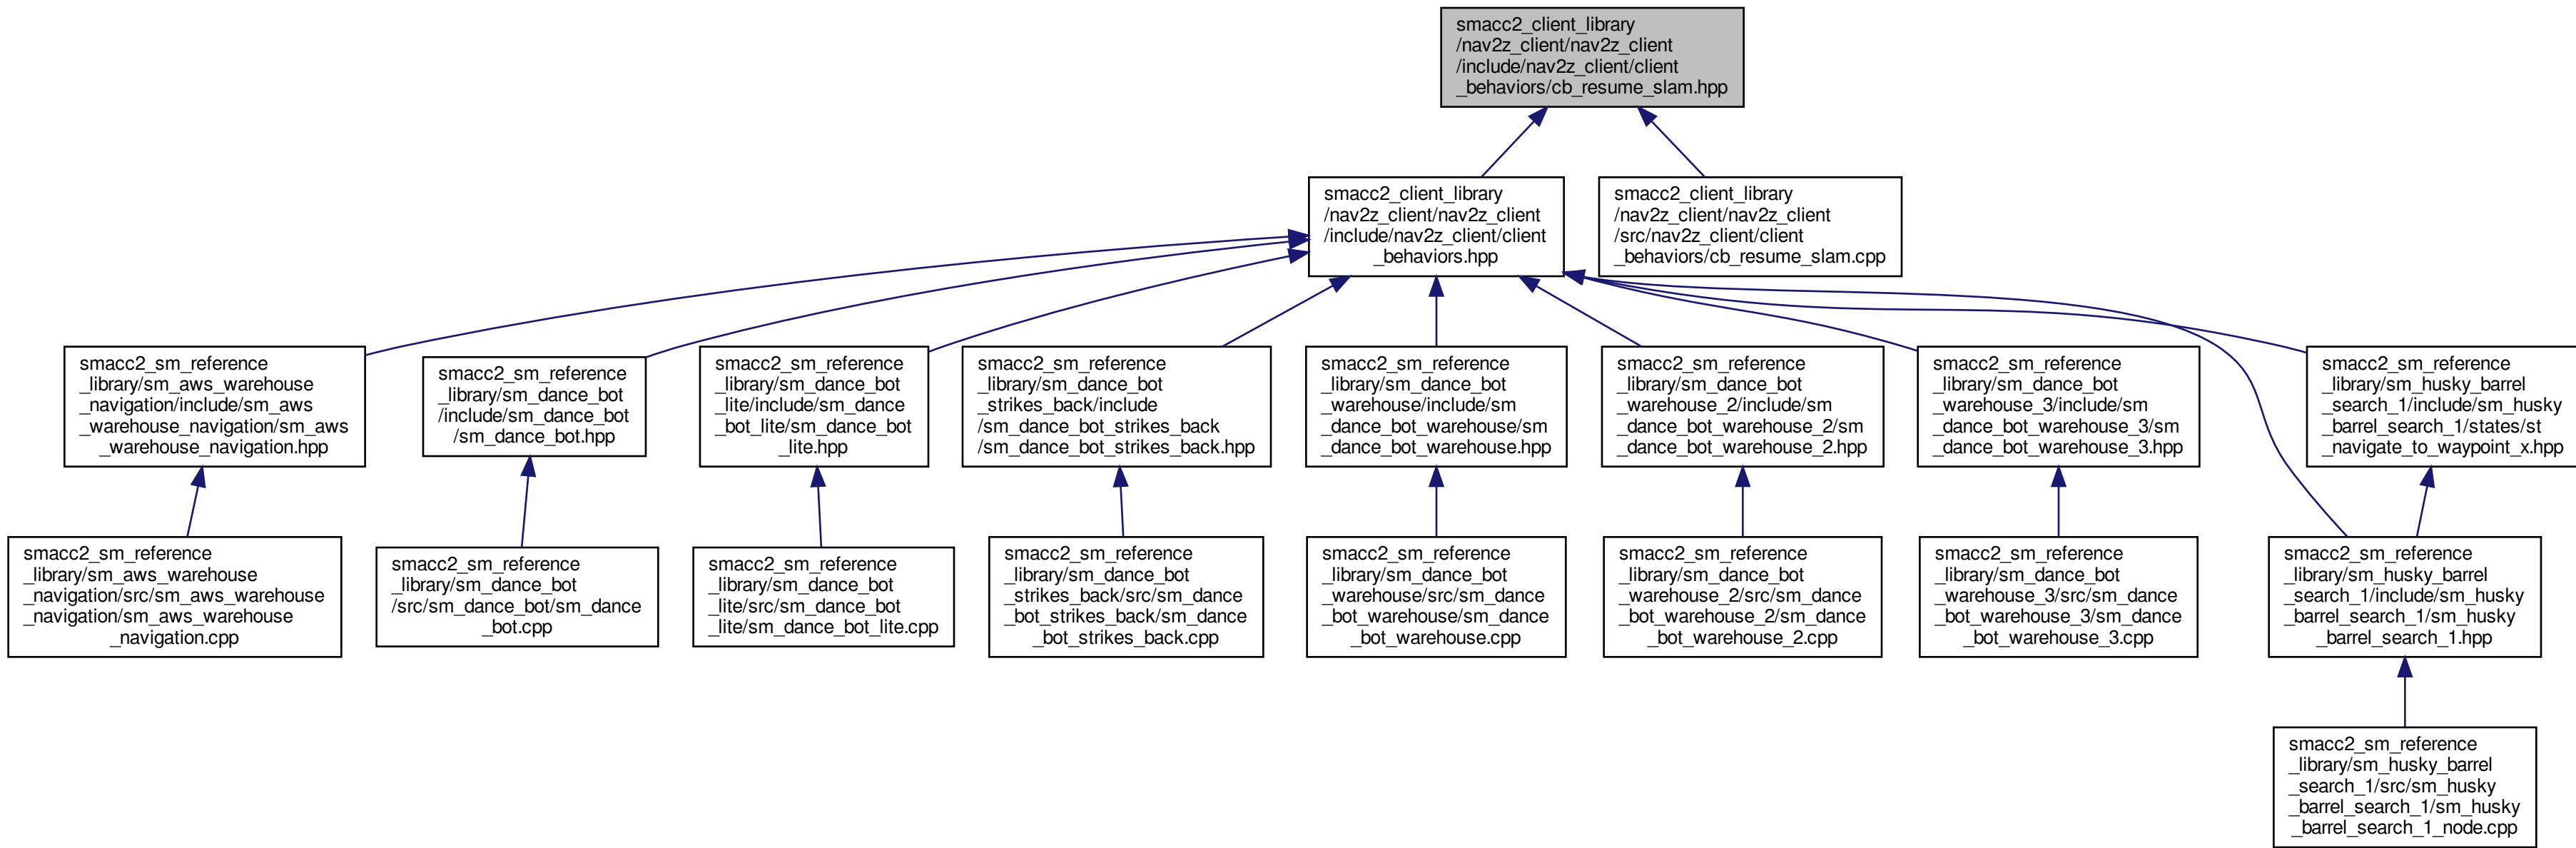 smacc2_client_library
/nav2z_client/nav2z_client
/include/nav2z_client/client
_behaviors/cb_resume_slam.hpp
smacc2_client_library
/nav2z_client/nav2z_client
/include/nav2z_client/client
_behaviors.hpp
smacc2_client_library
/nav2z_client/nav2z_client
/src/nav2z_client/client
_behaviors/cb_resume_slam.cpp
smacc2_sm_reference
_library/sm_aws_warehouse
_navigation/include/sm_aws
_warehouse_navigation/sm_aws
_warehouse_navigation.hpp
smacc2_sm_reference
_library/sm_dance_bot
/include/sm_dance_bot
/sm_dance_bot.hpp
smacc2_sm_reference
_library/sm_dance_bot
_lite/include/sm_dance
_bot_lite/sm_dance_bot
_lite.hpp
smacc2_sm_reference
_library/sm_dance_bot
_strikes_back/include
/sm_dance_bot_strikes_back
/sm_dance_bot_strikes_back.hpp
smacc2_sm_reference
_library/sm_dance_bot
_warehouse/include/sm
_dance_bot_warehouse/sm
_dance_bot_warehouse.hpp
smacc2_sm_reference
_library/sm_dance_bot
_warehouse_2/include/sm
_dance_bot_warehouse_2/sm
_dance_bot_warehouse_2.hpp
smacc2_sm_reference
_library/sm_dance_bot
_warehouse_3/include/sm
_dance_bot_warehouse_3/sm
_dance_bot_warehouse_3.hpp
smacc2_sm_reference
_library/sm_husky_barrel
_search_1/include/sm_husky
_barrel_search_1/states/st
_navigate_to_waypoint_x.hpp
smacc2_sm_reference
_library/sm_aws_warehouse
_navigation/src/sm_aws_warehouse
_navigation/sm_aws_warehouse
_navigation.cpp
smacc2_sm_reference
_library/sm_dance_bot
/src/sm_dance_bot/sm_dance
_bot.cpp
smacc2_sm_reference
_library/sm_dance_bot
_lite/src/sm_dance_bot
_lite/sm_dance_bot_lite.cpp
smacc2_sm_reference
_library/sm_dance_bot
_strikes_back/src/sm_dance
_bot_strikes_back/sm_dance
_bot_strikes_back.cpp
smacc2_sm_reference
_library/sm_dance_bot
_warehouse/src/sm_dance
_bot_warehouse/sm_dance
_bot_warehouse.cpp
smacc2_sm_reference
_library/sm_dance_bot
_warehouse_2/src/sm_dance
_bot_warehouse_2/sm_dance
_bot_warehouse_2.cpp
smacc2_sm_reference
_library/sm_dance_bot
_warehouse_3/src/sm_dance
_bot_warehouse_3/sm_dance
_bot_warehouse_3.cpp
smacc2_sm_reference
_library/sm_husky_barrel
_search_1/include/sm_husky
_barrel_search_1/sm_husky
_barrel_search_1.hpp
smacc2_sm_reference
_library/sm_husky_barrel
_search_1/src/sm_husky
_barrel_search_1/sm_husky
_barrel_search_1_node.cpp